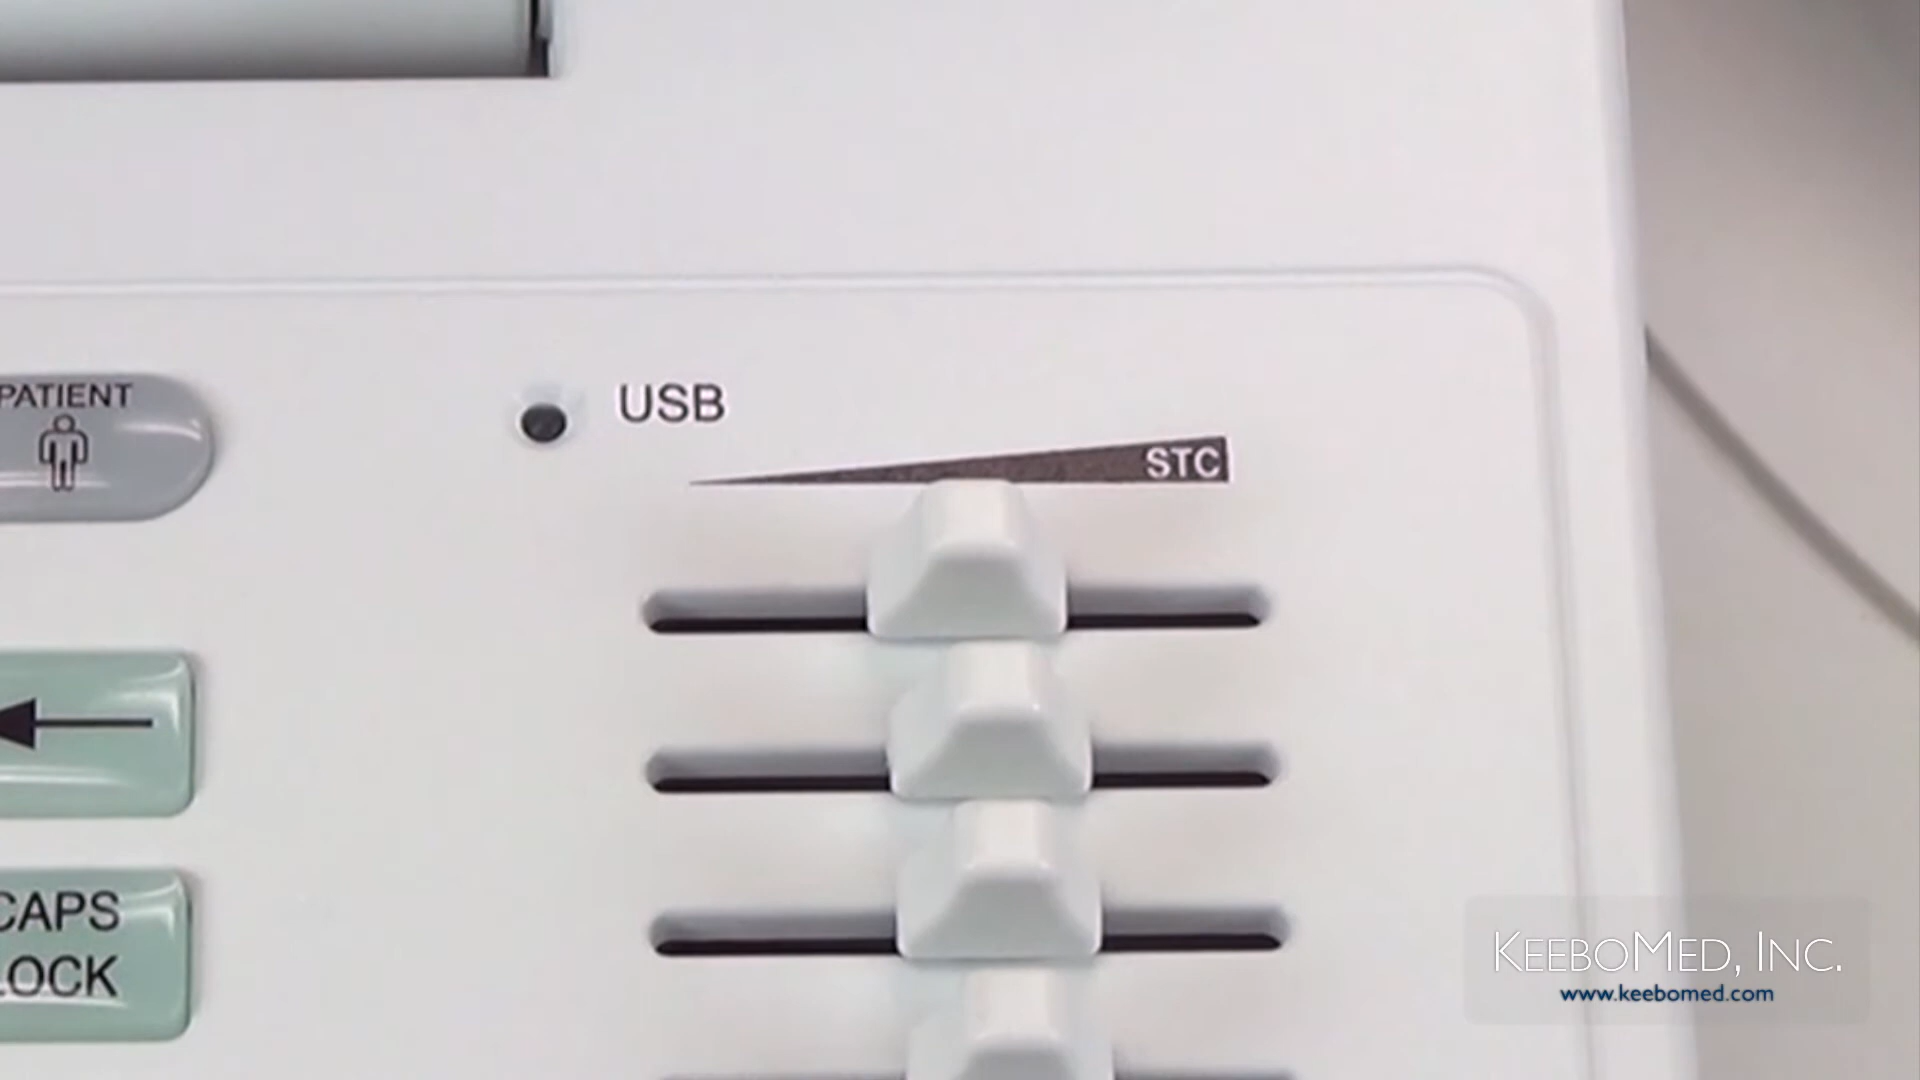 PATIENT
USB
STC
CAPS
LOCK
KEEBOMED, INC.
www.keebomed.com